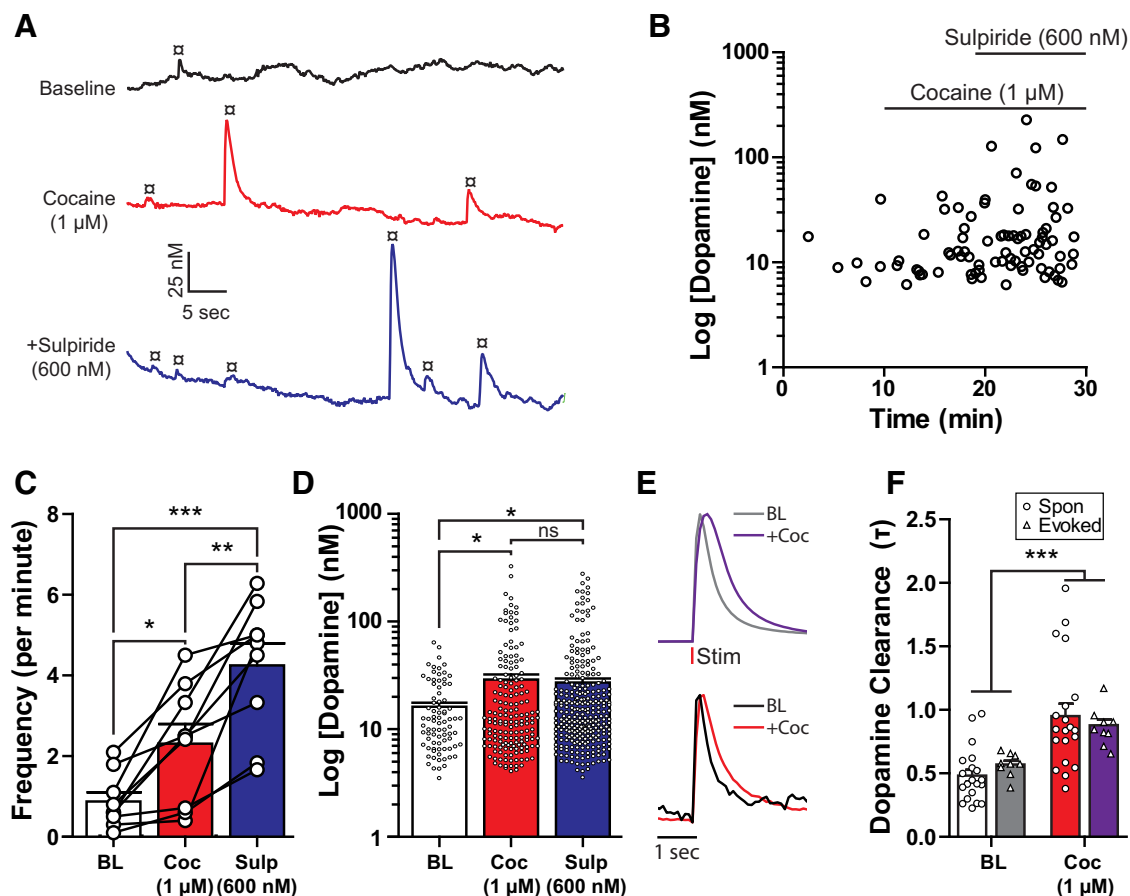 A
¤
Baseline
¤
¤
¤
Cocaine
(1 µM)
25 nM
5 sec
¤
+Sulpiride
(600 nM)
¤
¤
¤
¤
¤
B
Sulpiride (600 nM)
Cocaine (1 µM)
Log [Dopamine] (nM)
1000
100
10
1
0
10
20
30
Time (min)
C
Frequency (per minute)
8
6
4
2
0
***
**
*
BL
Coc
(1 µM)
Sulp
(600 nM)
D
Log [Dopamine] (nM)
1000
100
10
1
*
*
ns
BL
Coc
(1 µM)
Sulp
(600 nM)
E
BL
+Coc
Stim
BL
+Coc
1 sec
F
Spon
Evoked
Dopamine Clearance (τ)
2.5
2.0
1.5
1.0
0.5
0.0
***
BL
Coc
(1 µM)